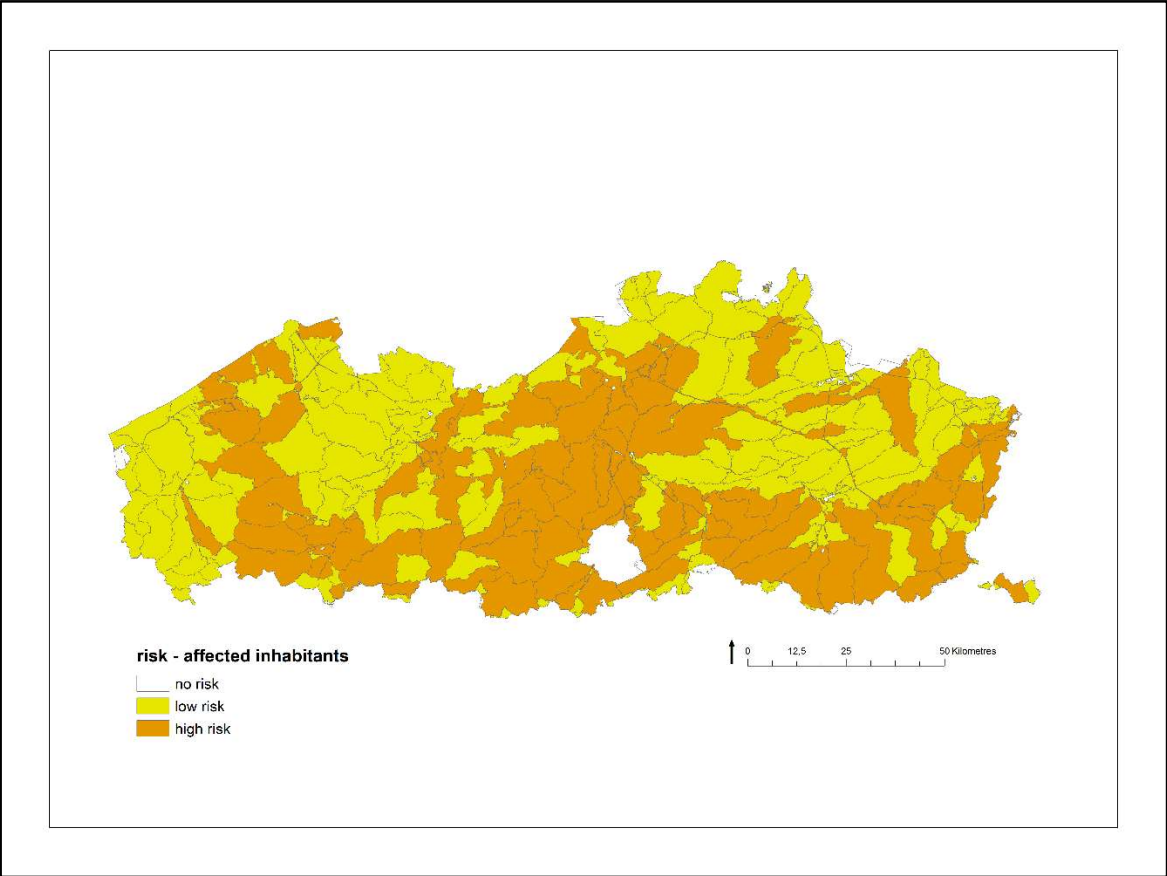 risk - affected inhabitants
no risk
low risk
high risk
0 12,5 25 50 Kilometres